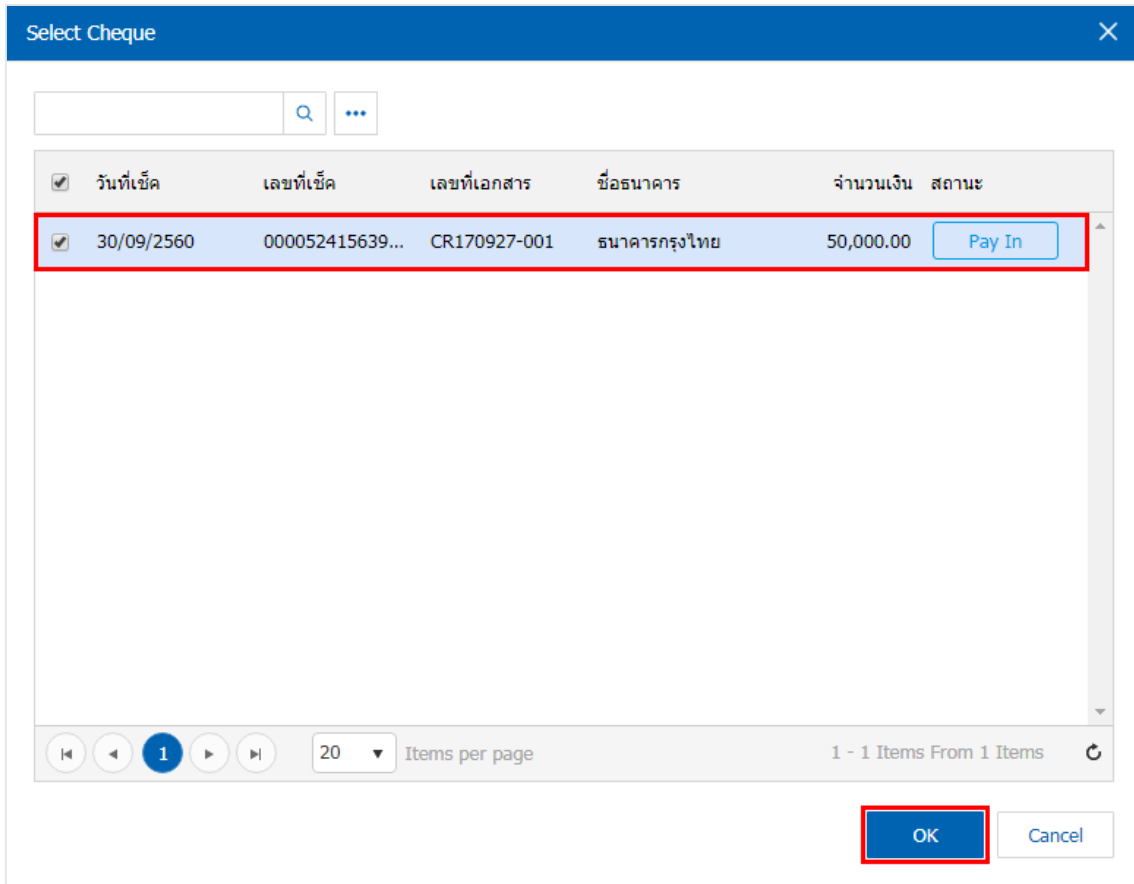 Select Cheque
วันที่เช็ค เลขที่เช็ค เลขที่เอกสาร ชื่อธนาคาร จำนวนเงิน สถานะ
30/09/2560 000052415639... CR170927-001 ธนาคารกรุงไทย 50,000.00 Pay In
1 20 Items per page 1 - 1 Items From 1 Items
OK Cancel